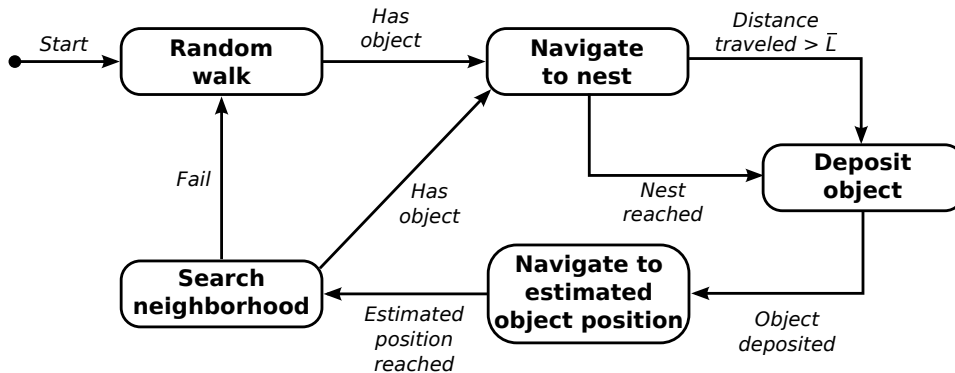 Start
Random
walk
Has
object
Navigate
to nest
Distance
traveled > L̅
Deposit
object
Nest
reached
Fail
Has
object
Search
neighborhood
Estimated
position
reached
Navigate to
estimated
object position
Object
deposited